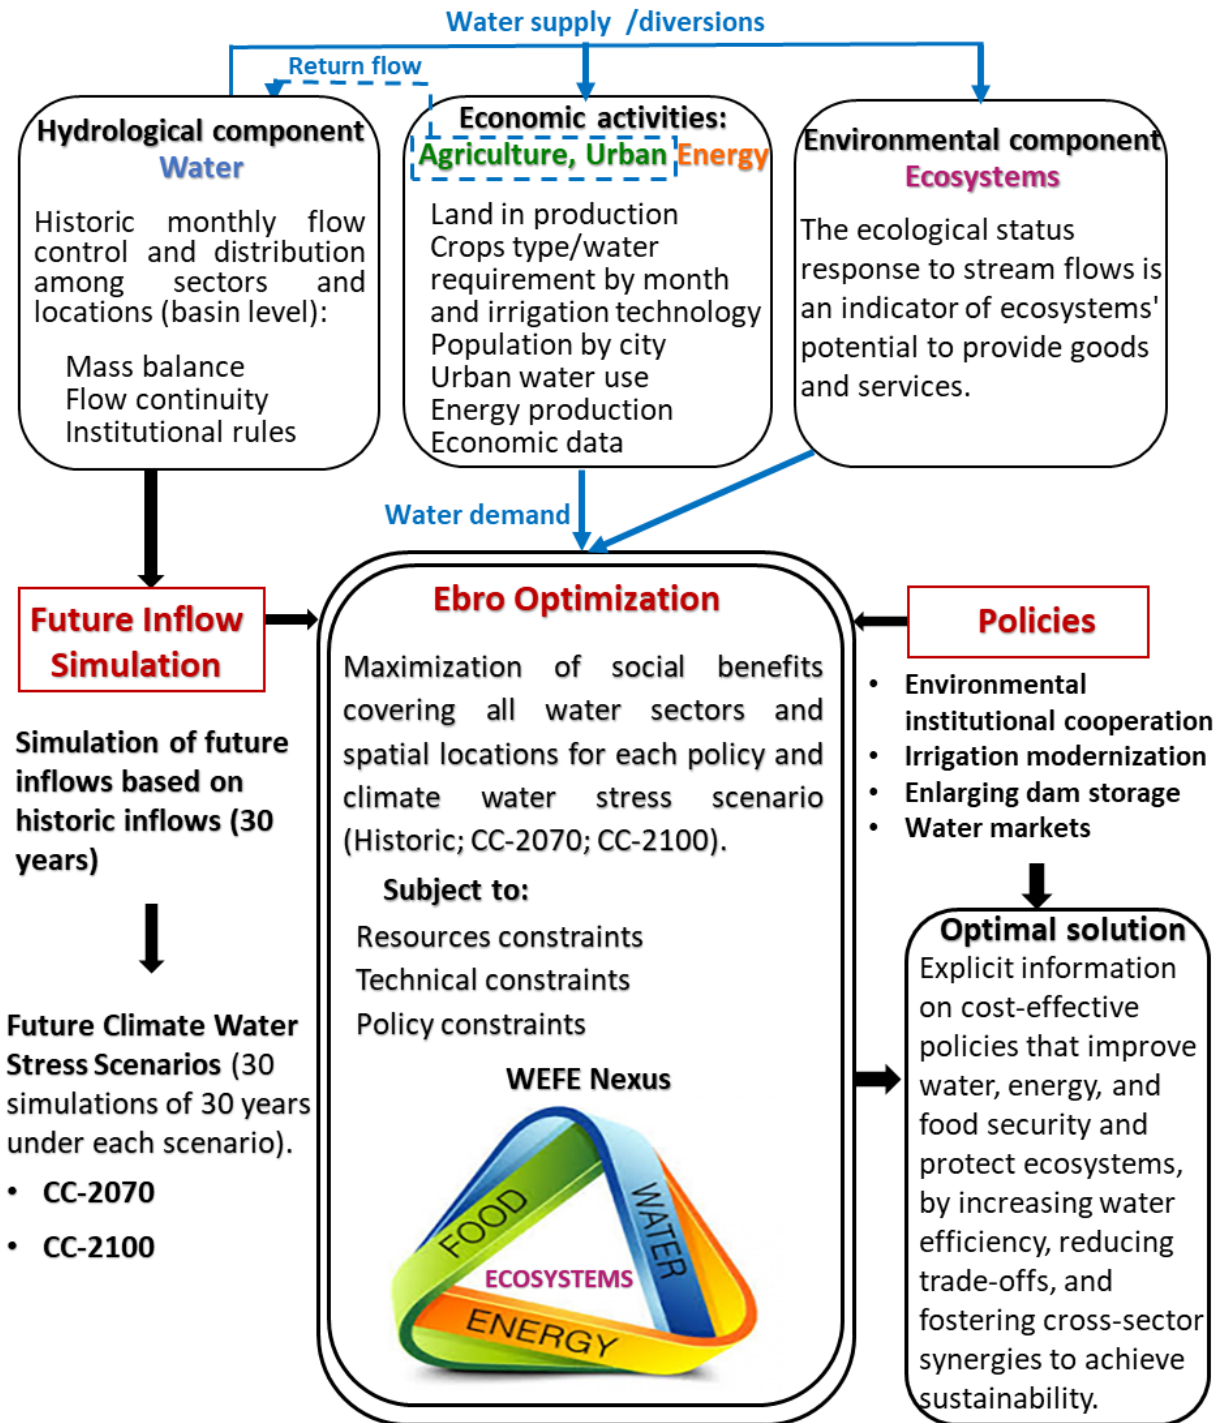 Water supply /diversions
Return flow
Hydrological component
Water
Historic monthly flow
control and distribution
among sectors and
locations (basin level):
Mass balance
Flow continuity
Institutional rules
Economic activities:
Agriculture, Urban Energy
Land in production
Crops type/water
requirement by month
and irrigation technology
Population by city
Urban water use
Energy production
Economic data
Environmental component
Ecosystems
The ecological status
response to stream flows is
an indicator of ecosystems'
potential to provide goods
and services.
Water demand
Future Inflow
Simulation
Simulation of future
inflows based on
historic inflows (30
years)
Future Climate Water
Stress Scenarios (30
simulations of 30 years
under each scenario).
• CC-2070
• CC-2100
Ebro Optimization
Maximization of social benefits
covering all water sectors and
spatial locations for each policy and
climate water stress scenario
(Historic; CC-2070; CC-2100).
Subject to:
Resources constraints
Technical constraints
Policy constraints
WEFE Nexus
FOOD
WATER
ECOSYSTEMS
ENERGY
Policies
• Environmental
institutional cooperation
• Irrigation modernization
• Enlarging dam storage
• Water markets
Optimal solution
Explicit information
on cost-effective
policies that improve
water, energy, and
food security and
protect ecosystems,
by increasing water
efficiency, reducing
trade-offs, and
fostering cross-sector
synergies to achieve
sustainability.